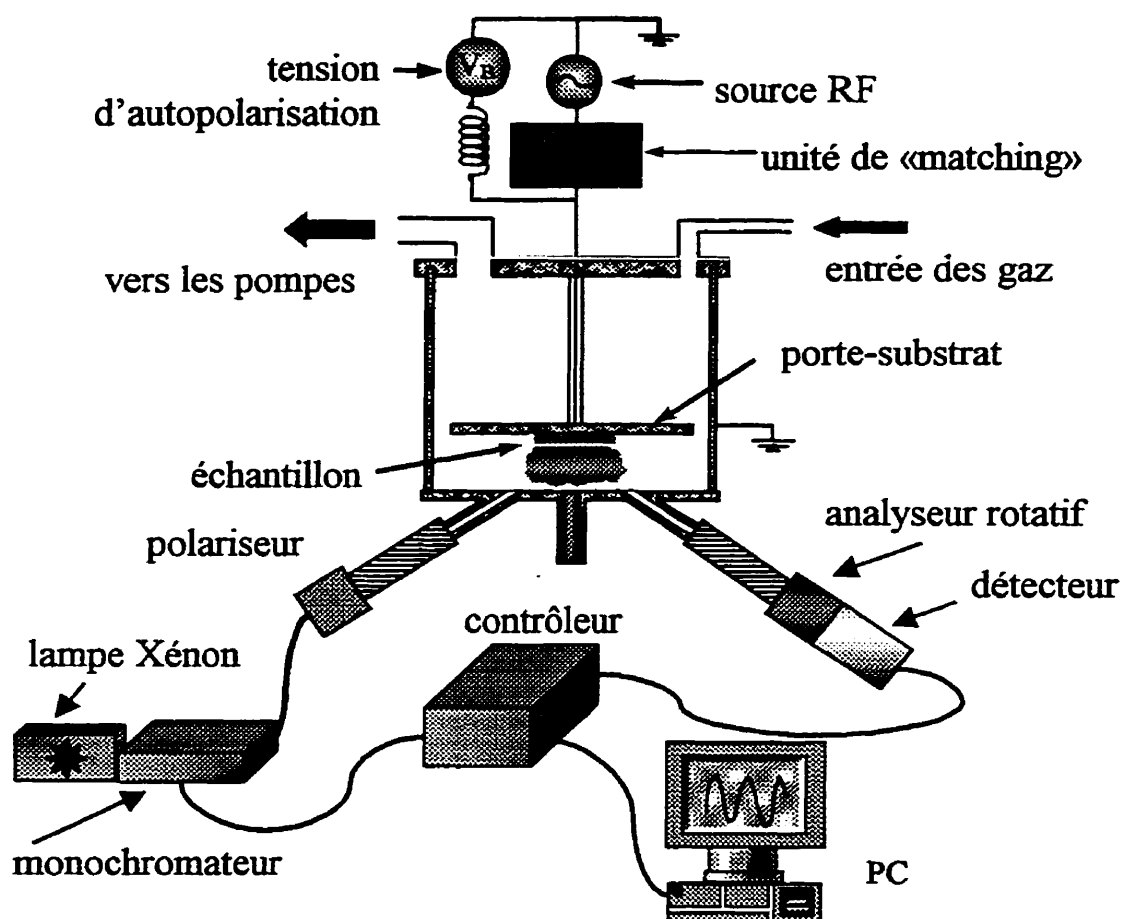 tension
d'autopolarisation
V_B
source RF
unité de «matching»
vers les pompes
entrée des gaz
porte-substrat
échantillon
analyseur rotatif
polariseur
détecteur
contrôleur
lampe Xénon
monochromateur
PC